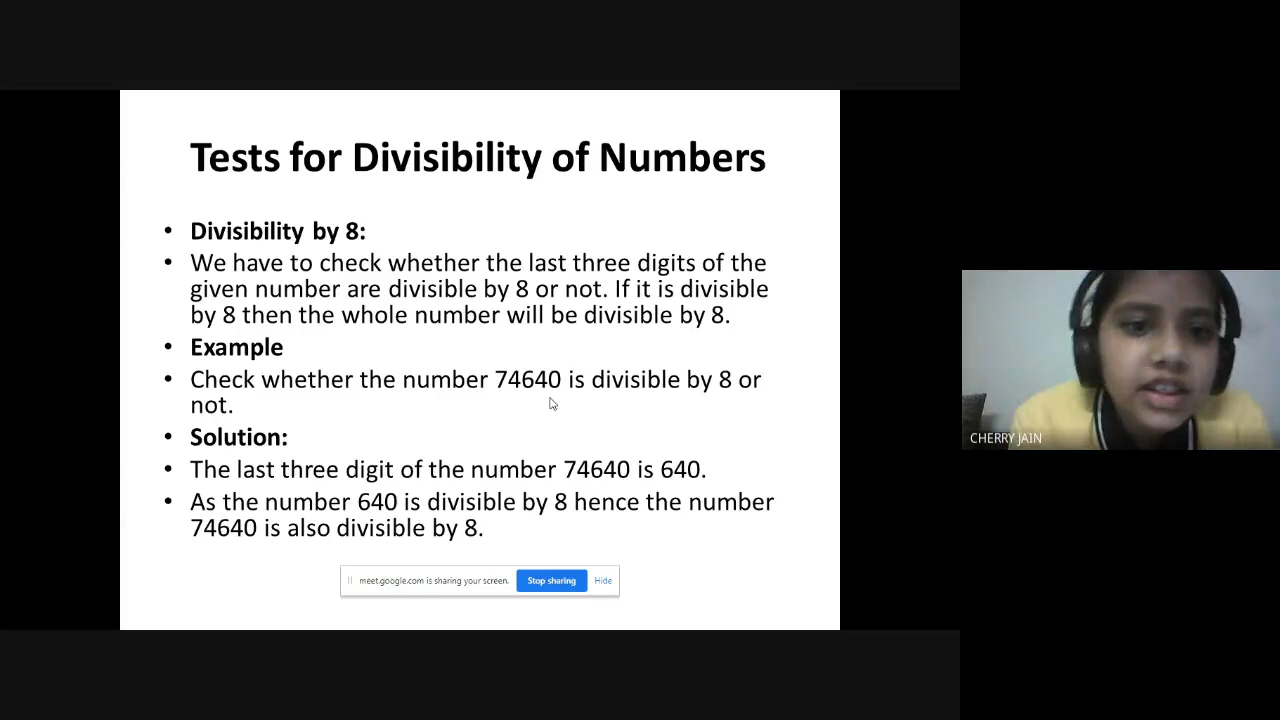 Tests for Divisibility of Numbers
• Divisibility by 8:
• We have to check whether the last three digits of the
given number are divisible by 8 or not. If it is divisible
by 8 then the whole number will be divisible by 8.
• Example
• Check whether the number 74640 is divisible by 8 or
not.
• Solution:
• The last three digit of the number 74640 is 640.
• As the number 640 is divisible by 8 hence the number
74640 is also divisible by 8.
meet.google.com is sharing your screen. Stop sharing Hide
CHERRY JAIN